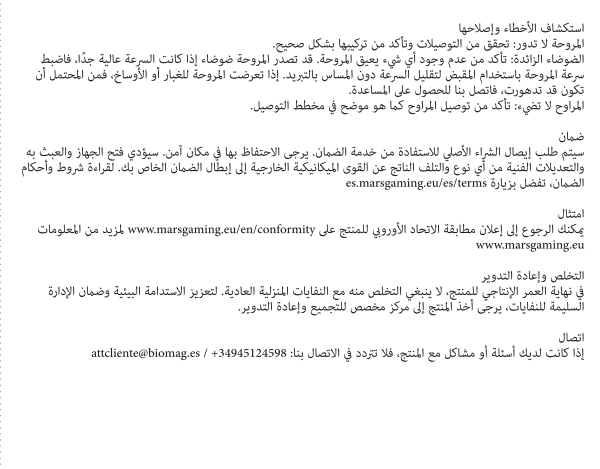 استكشاف الأخطاء وإصلاحها
المروحة لا تدور: تحقق من التوصيلات وتأكد من تركيبها بشكل صحيح.
الضوضاء الزائدة: تأكد من عدم وجود أي شيء يعيق المروحة. قد تصدر المروحة ضوضاء إذا كانت السرعة عالية جدًا، فاضبط
سرعة المروحة باستخدام المقبض لتقليل السرعة دون المساس بالتبريد. إذا تعرضت المروحة للغبار أو الأوساخ، فمن المحتمل أن
تكون قد تدهورت، فاتصل بنا للحصول على المساعدة.
المراوح لا تضيء: تأكد من توصيل المراوح كما هو موضح في مخطط التوصيل.
ضمان
سيتم طلب إيصال الشراء الأصلي للاستفادة من خدمة الضمان. يرجى الاحتفاظ بها في مكان آمن. سيؤدي فتح الجهاز والعبث به
والتعديلات الفنية من أي نوع والتلف الناتج عن القوى الميكانيكية الخارجية إلى إبطال الضمان الخاص بك. لقراءة شروط وأحكام
الضمان، تفضل بزيارة es.marsgaming.eu/es/terms
امتثال
يمكنك الرجوع إلى إعلان مطابقة الاتحاد الأوروبي للمنتج على www.marsgaming.eu/en/conformity لمزيد من المعلومات
www.marsgaming.eu
التخلص وإعادة التدوير
في نهاية العمر الإنتاجي للمنتج، لا ينبغي التخلص منه مع النفايات المنزلية العادية. لتعزيز الاستدامة البيئية وضمان الإدارة
السليمة للنفايات، يرجى أخذ المنتج إلى مركز مخصص للتجميع وإعادة التدوير.
اتصال
إذا كانت لديك أسئلة أو مشاكل مع المنتج، فلا تتردد في الاتصال بنا: attcliente@biomag.es / +34945124598